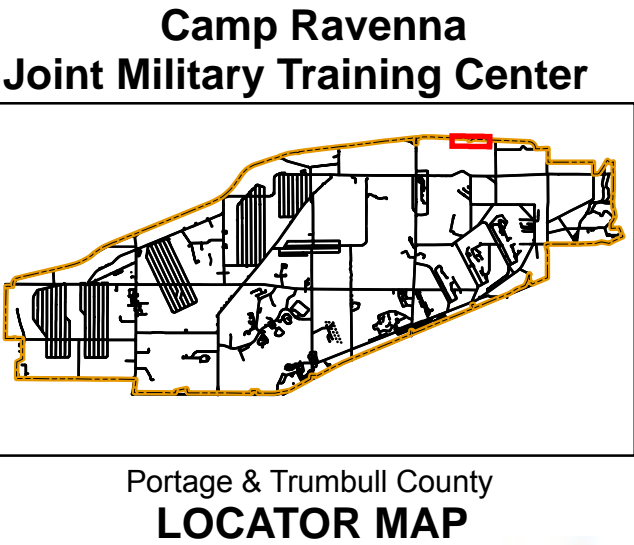 Camp Ravenna
Joint Military Training Center
Portage & Trumbull County
LOCATOR MAP